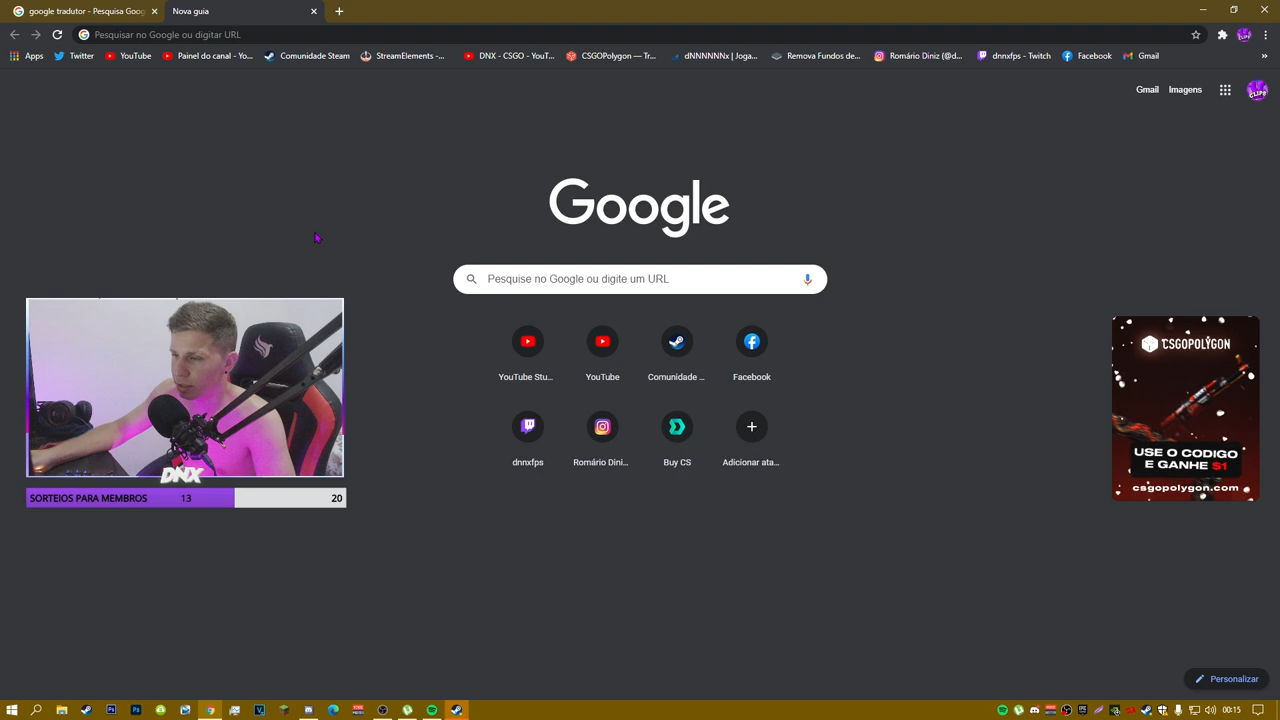 google tradutor - Pesquisa Goog
Nova guia
Pesquisar no Google ou digitar URL
Apps
Twitter
YouTube
Painel do canal - Yo...
Comunidade Steam
StreamElements -...
DNX - CSGO - YouT...
CSGOPolygon — Tr...
dNNNNNNx | Joga...
Remova Fundos de...
Romário Diniz (@d...
dnnxfps - Twitch
Facebook
Gmail
»
Gmail
Imagens
CLIPS
Google
Pesquise no Google ou digite um URL
YouTube Stu...
YouTube
Comunidade ...
Facebook
dnnxfps
Romário Dini...
Buy CS
Adicionar ata...
DNX
SORTEIOS PARA MEMBROS 13 20
CSGOPOLYGON
USE O CODIGO
E GANHE $1
csgopolygon.com
Personalizar
00:15